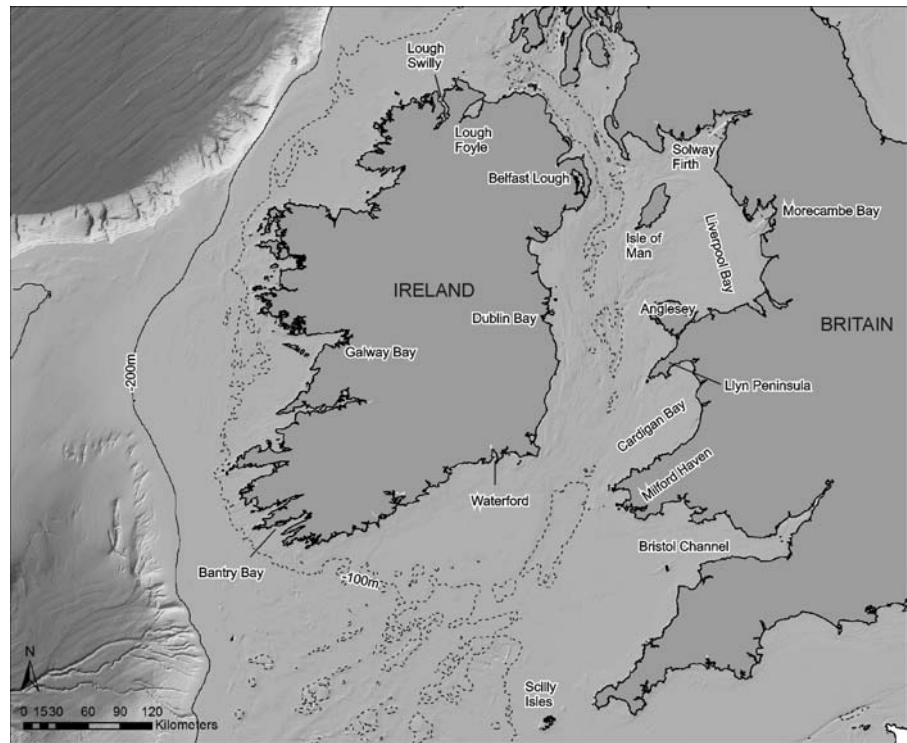 Lough
Swilly
Lough
Foyle
Solway
Firth
Belfast Lough
Morecambe Bay
Isle of
Man
Liverpool Bay
IRELAND
Anglesey
Dublin Bay
BRITAIN
Galway Bay
-200m
Llyn Peninsula
Cardigan Bay
Milford Haven
Waterford
Bristol Channel
Bantry Bay
-100m
N
Scilly
Isles
0 15 30 60 90 120
Kilometers